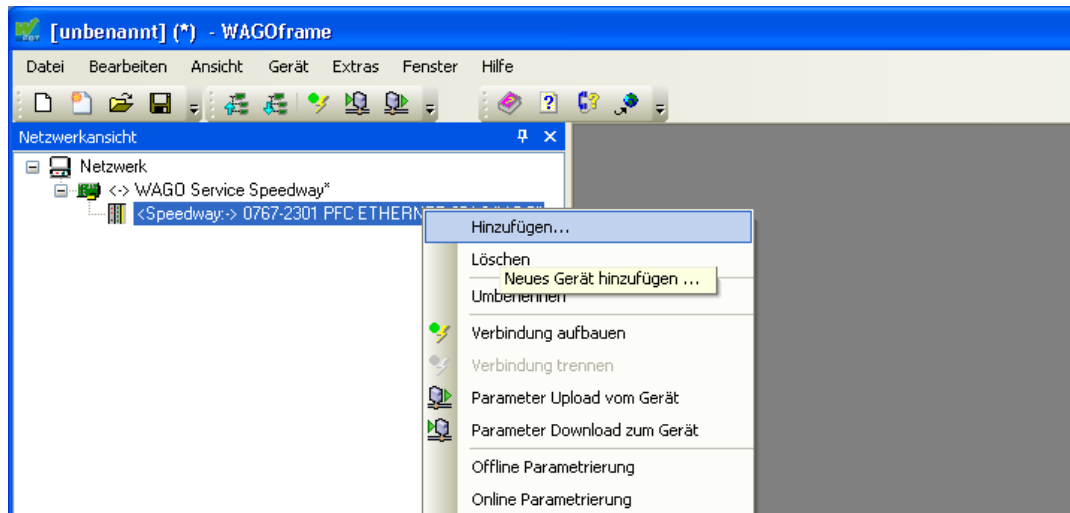 [unbenannt] (*) - WAGOframe
Datei Bearbeiten Ansicht Gerät Extras Fenster Hilfe
Netzwerkansicht
Netzwerk
<-> WAGO Service Speedway*
<Speedway:-> 0767-2301 PFC ETHERNET
Hinzufügen...
Löschen
Neues Gerät hinzufügen ...
Umbenennen
Verbindung aufbauen
Verbindung trennen
Parameter Upload vom Gerät
Parameter Download zum Gerät
Offline Parametrierung
Online Parametrierung